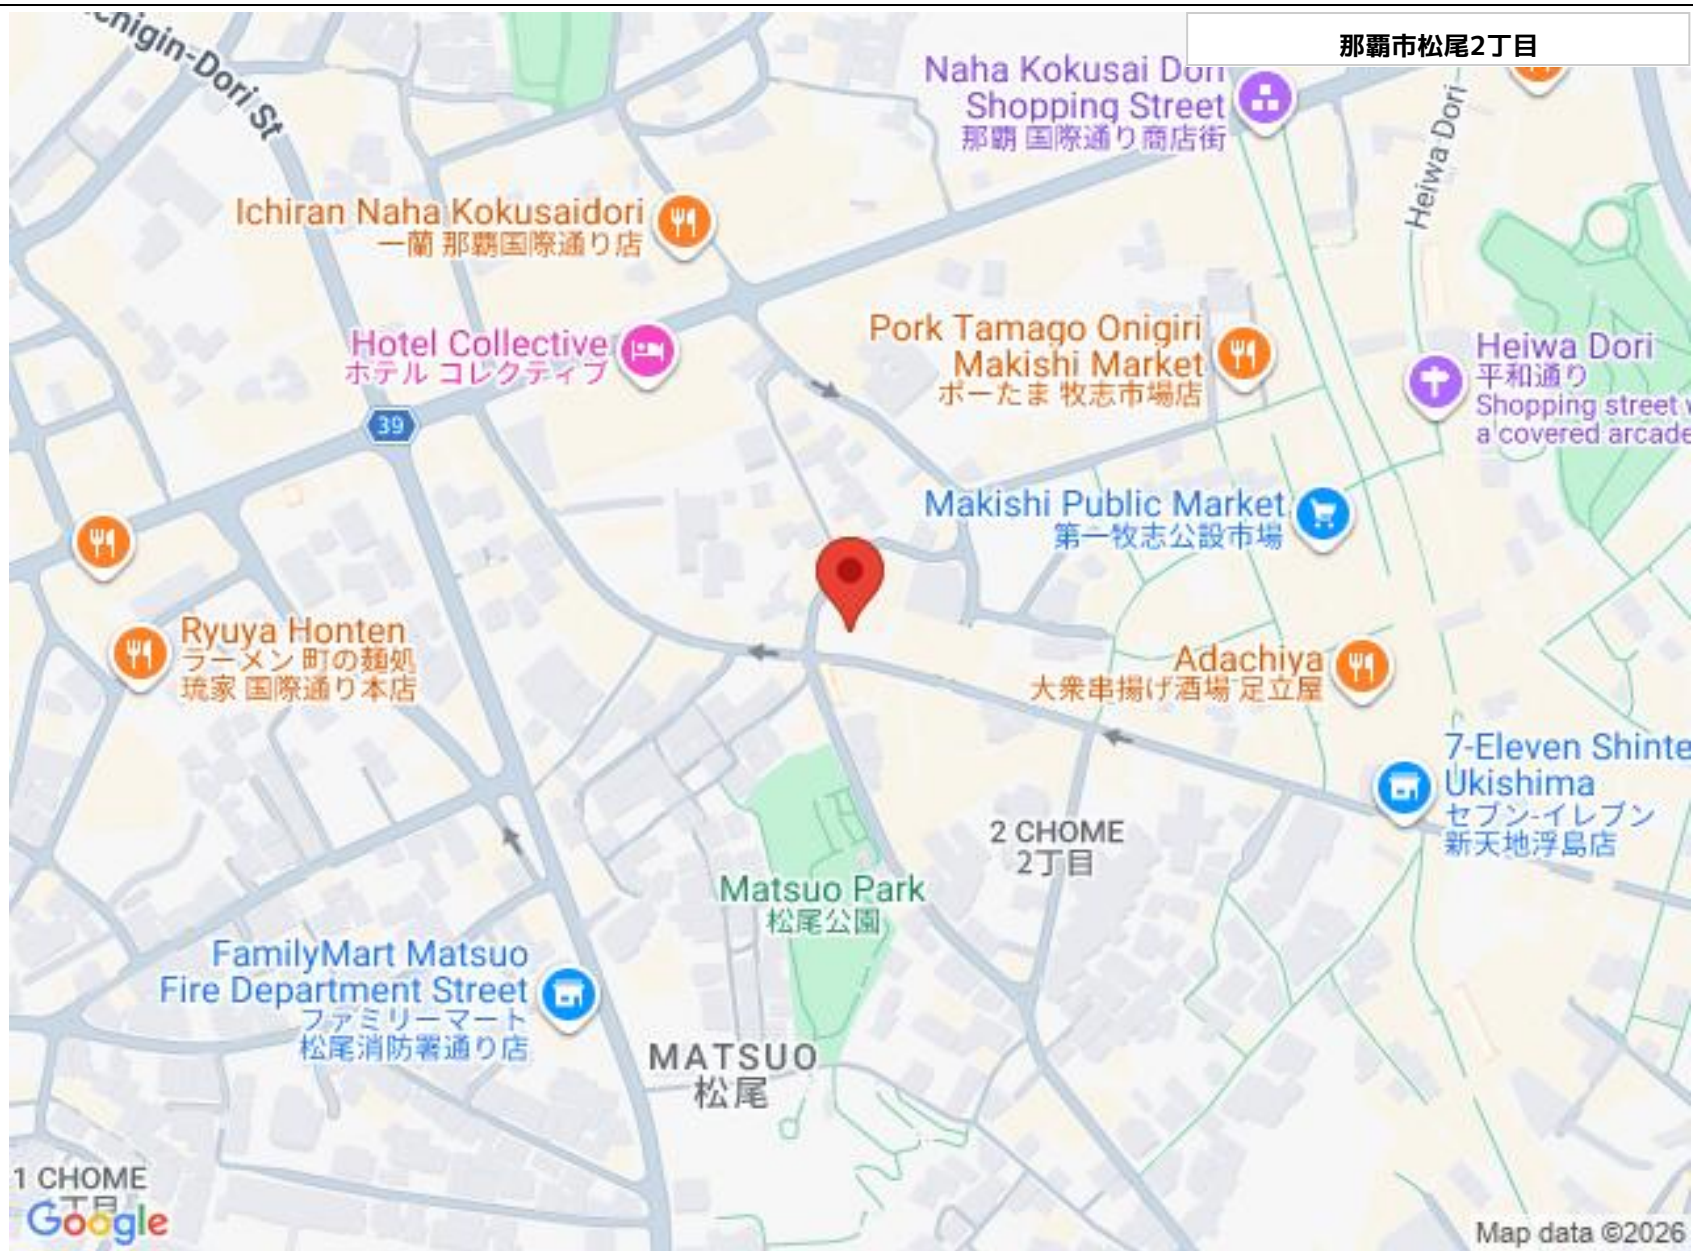 那覇市松尾2丁目
Naha Kokusai Dori
Shopping Street
那覇 国際通り商店街
Heiwa Dori
Ichiran Naha Kokusaidori
一蘭 那覇国際通り店
Hotel Collective
ホテル コレクティブ
39
Pork Tamago Onigiri
Makishi Market
ポーたま 牧志市場店
Heiwa Dori
平和通り
Shopping street
a covered arcade
Makishi Public Market
第一牧志公設市場
Ryuya Honten
ラーメン 町の麺処
琉家 国際通り本店
Adachiya
大衆串揚げ酒場 足立屋
7-Eleven Shinte
Ukishima
セブン-イレブン
新天地浮島店
2 CHOME
2丁目
Matsuo Park
松尾公園
FamilyMart Matsuo
Fire Department Street
ファミリーマート
松尾消防署通り店
MATSUO
松尾
1 CHOME
丁目
Google
Map data ©2026